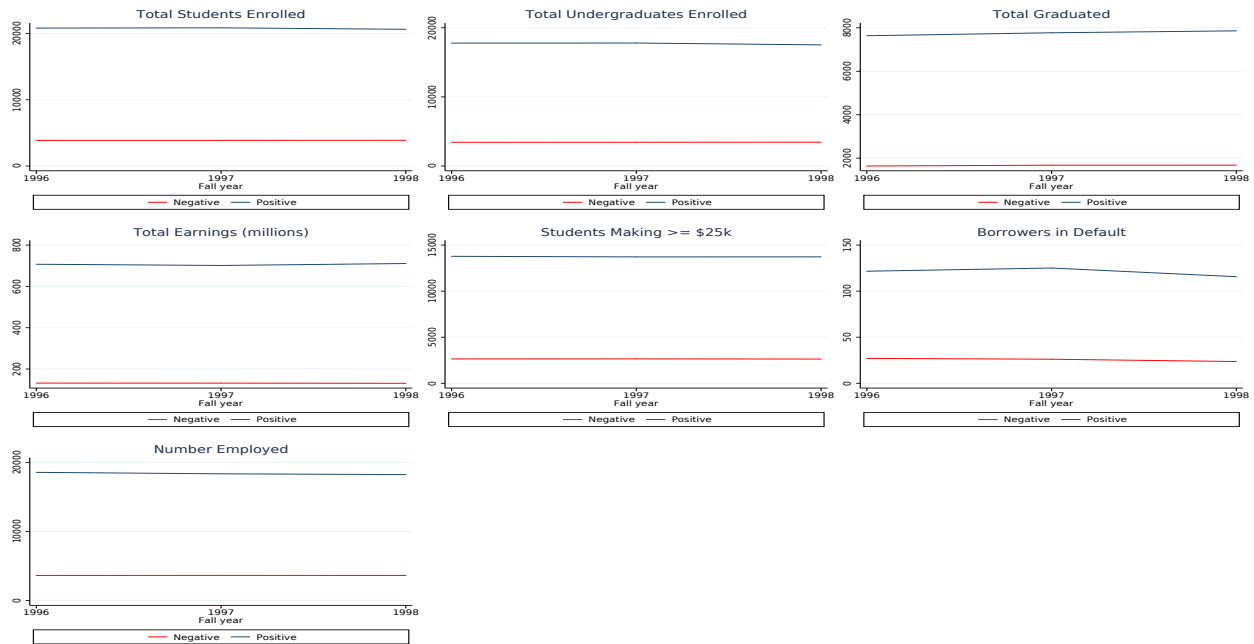 Total Students Enrolled
20000
10000
0
1996 1997 1998
Fall year
Negative Positive
Total Undergraduates Enrolled
20000
10000
0
1996 1997 1998
Fall year
Negative Positive
Total Graduated
8000
6000
4000
2000
1996 1997 1998
Fall year
Negative Positive
Total Earnings (millions)
800
600
400
200
1996 1997 1998
Fall year
Negative Positive
Students Making >= $25k
15000
10000
5000
0
1996 1997 1998
Fall year
Negative Positive
Borrowers in Default
150
100
50
0
1996 1997 1998
Fall year
Negative Positive
Number Employed
20000
10000
0
1996 1997 1998
Fall year
Negative Positive